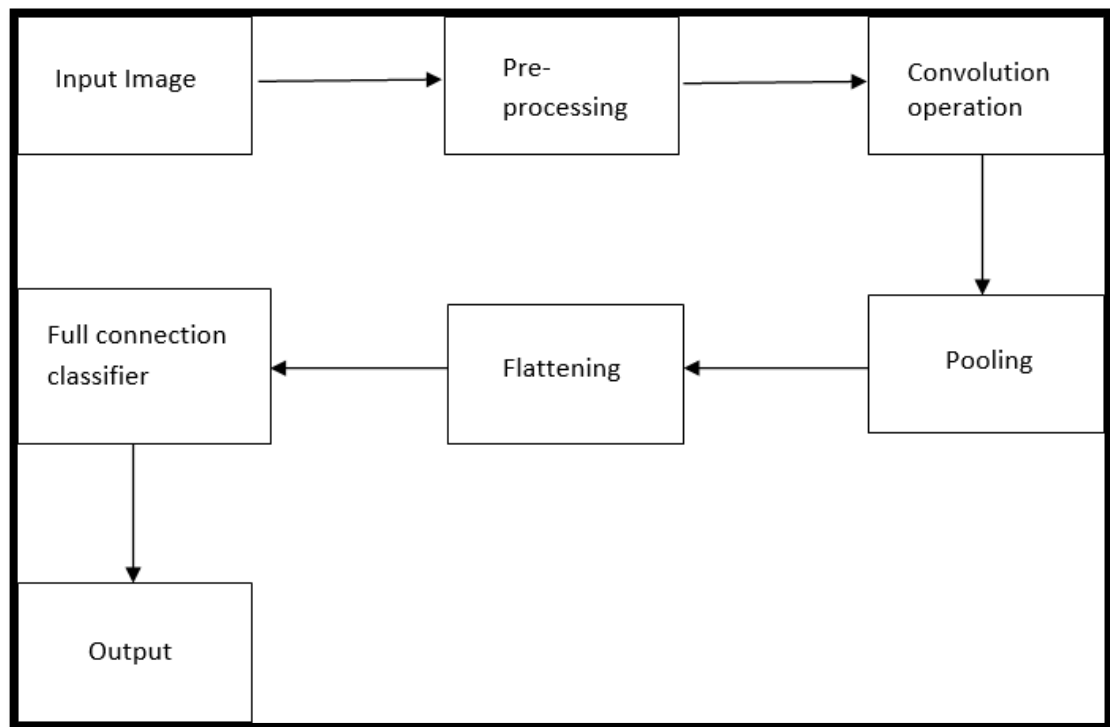 Input Image
Pre-
processing
Convolution
operation
Pooling
Flattening
Full connection
classifier
Output